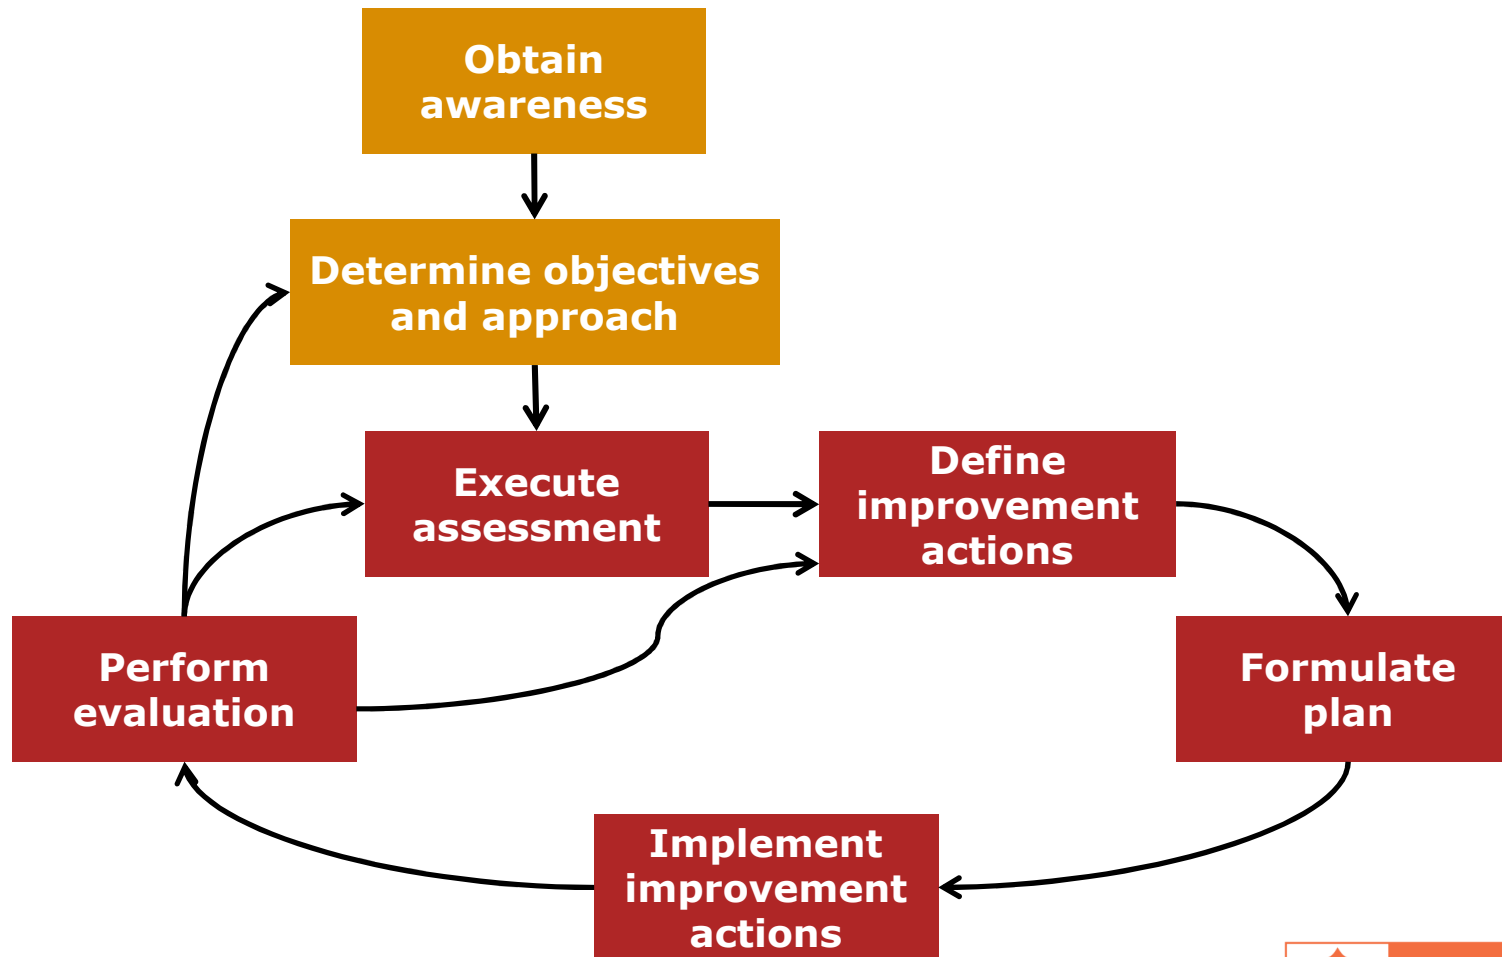 Obtain
awareness
Determine objectives
and approach
Execute
assessment
Define
improvement
actions
Perform
evaluation
Formulate
plan
Implement
improvement
actions